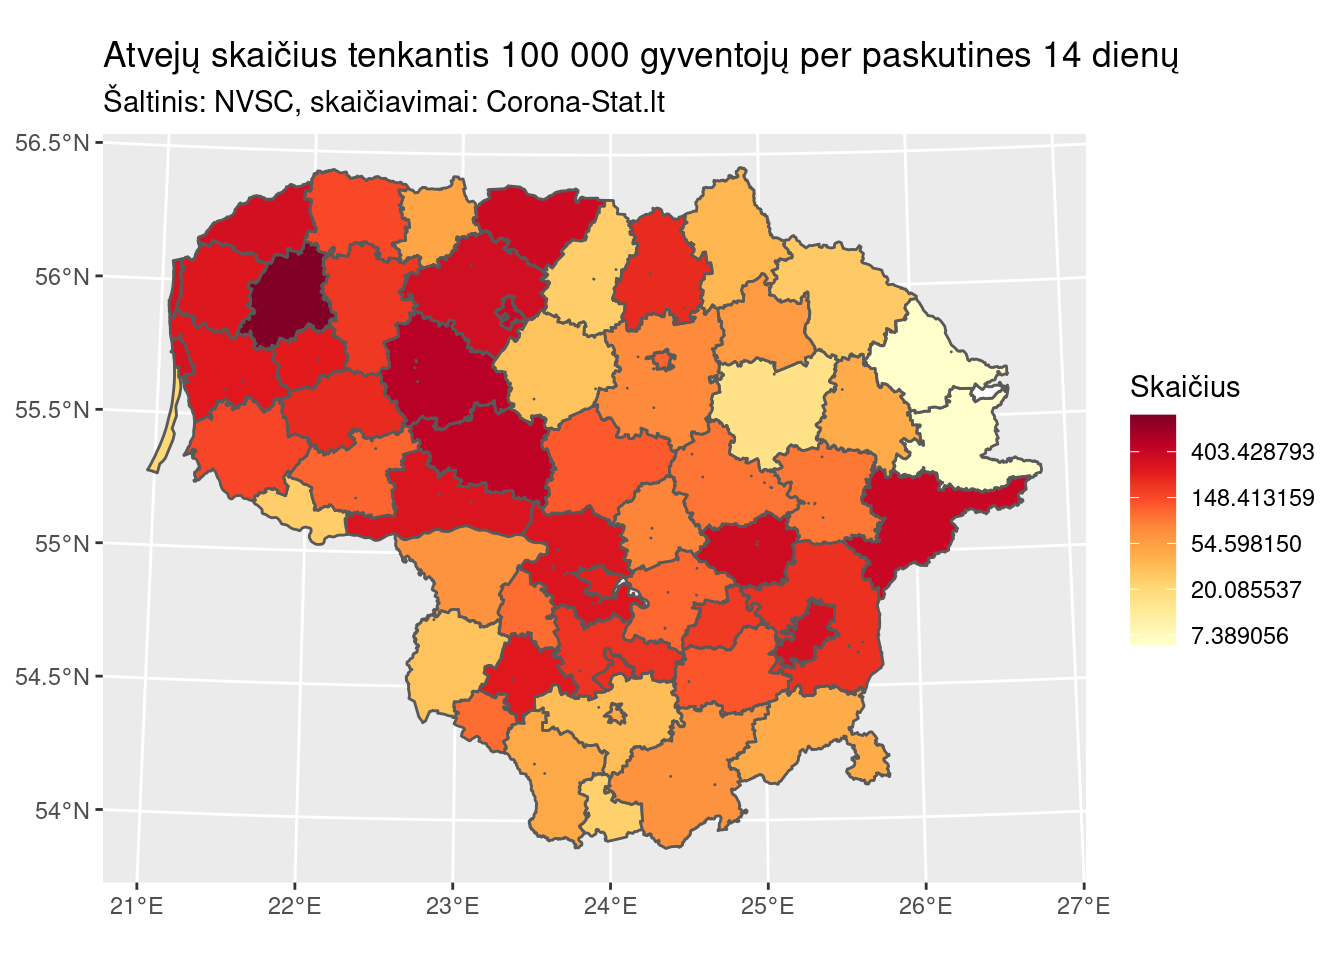 Atvejų skaičius tenkantis 100 000 gyventojų per paskutines 14 dienų
Šaltinis: NVSC, skaičiavimai: Corona-Stat.lt
56.5°N
56°N
55.5°N
55°N
54.5°N
54°N
21°E
22°E
23°E
24°E
25°E
26°E
27°E
Skaičius
403.428793
148.413159
54.598150
20.085537
7.389056